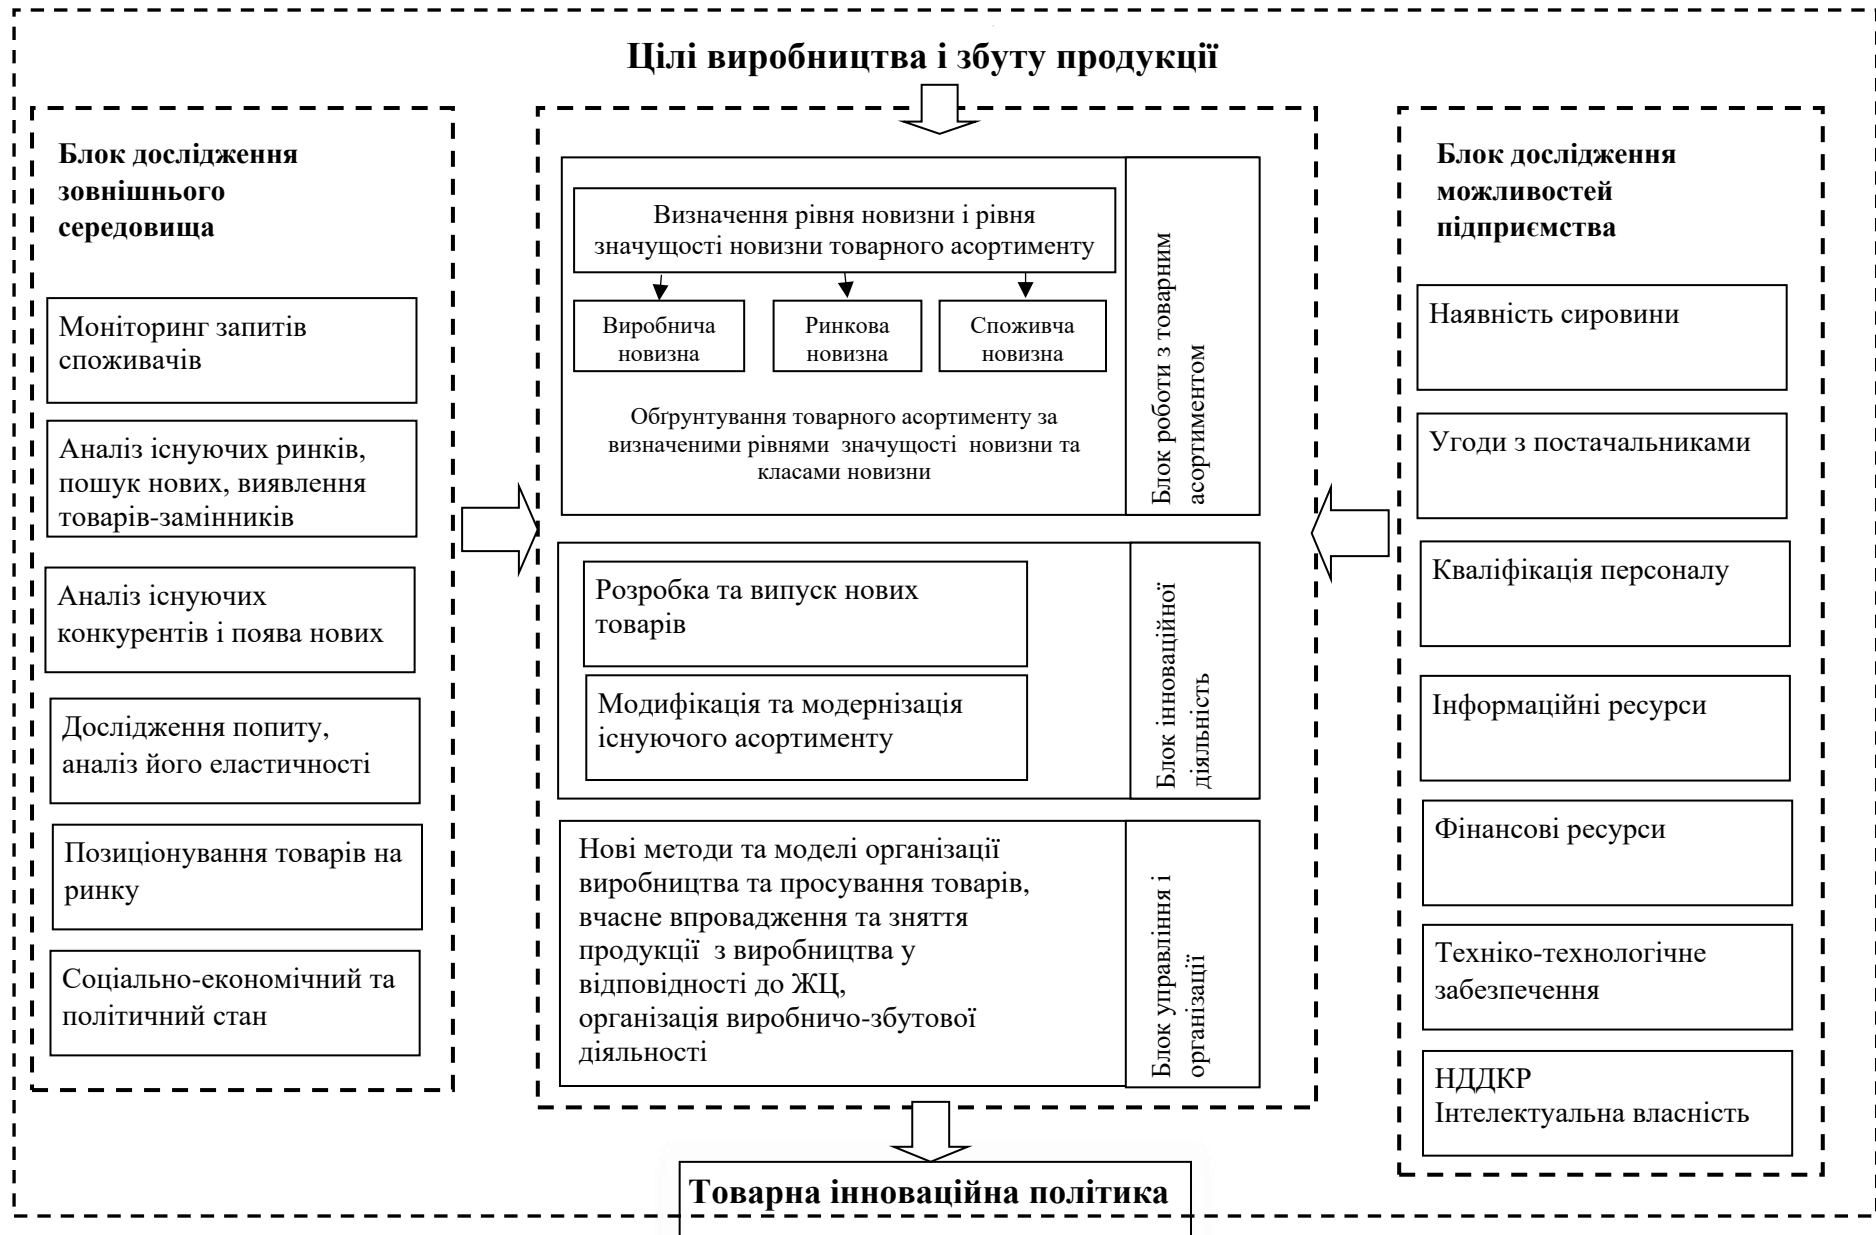 Цілі виробництва і збуту продукції
Блок дослідження
зовнішнього
середовища
Моніторинг запитів
споживачів
Аналіз існуючих ринків,
пошук нових, виявлення
товарів-замінників
Аналіз існуючих
конкурентів і поява нових
Дослідження попиту,
аналіз його еластичності
Позиціонування товарів на
ринку
Соціально-економічний та
політичний стан
Визначення рівня новизни і рівня
значущості новизни товарного асортименту
Виробнича
новизна
Ринкова
новизна
Споживча
новизна
Обґрунтування товарного асортименту за
визначеними рівнями значущості новизни та
класами новизни
Блок роботи з товарним
асортиментом
Розробка та випуск нових
товарів
Модифікація та модернізація
існуючого асортименту
Блок інноваційної
діяльність
Нові методи та моделі організації
виробництва та просування товарів,
вчасне впровадження та зняття
продукції з виробництва у
відповідності до ЖЦ,
організація виробничо-збутової
діяльності
Блок управління і
організації
Блок дослідження
можливостей
підприємства
Наявність сировини
Угоди з постачальниками
Кваліфікація персоналу
Інформаційні ресурси
Фінансові ресурси
Техніко-технологічне
забезпечення
НДДКР
Інтелектуальна власність
Товарна інноваційна політика